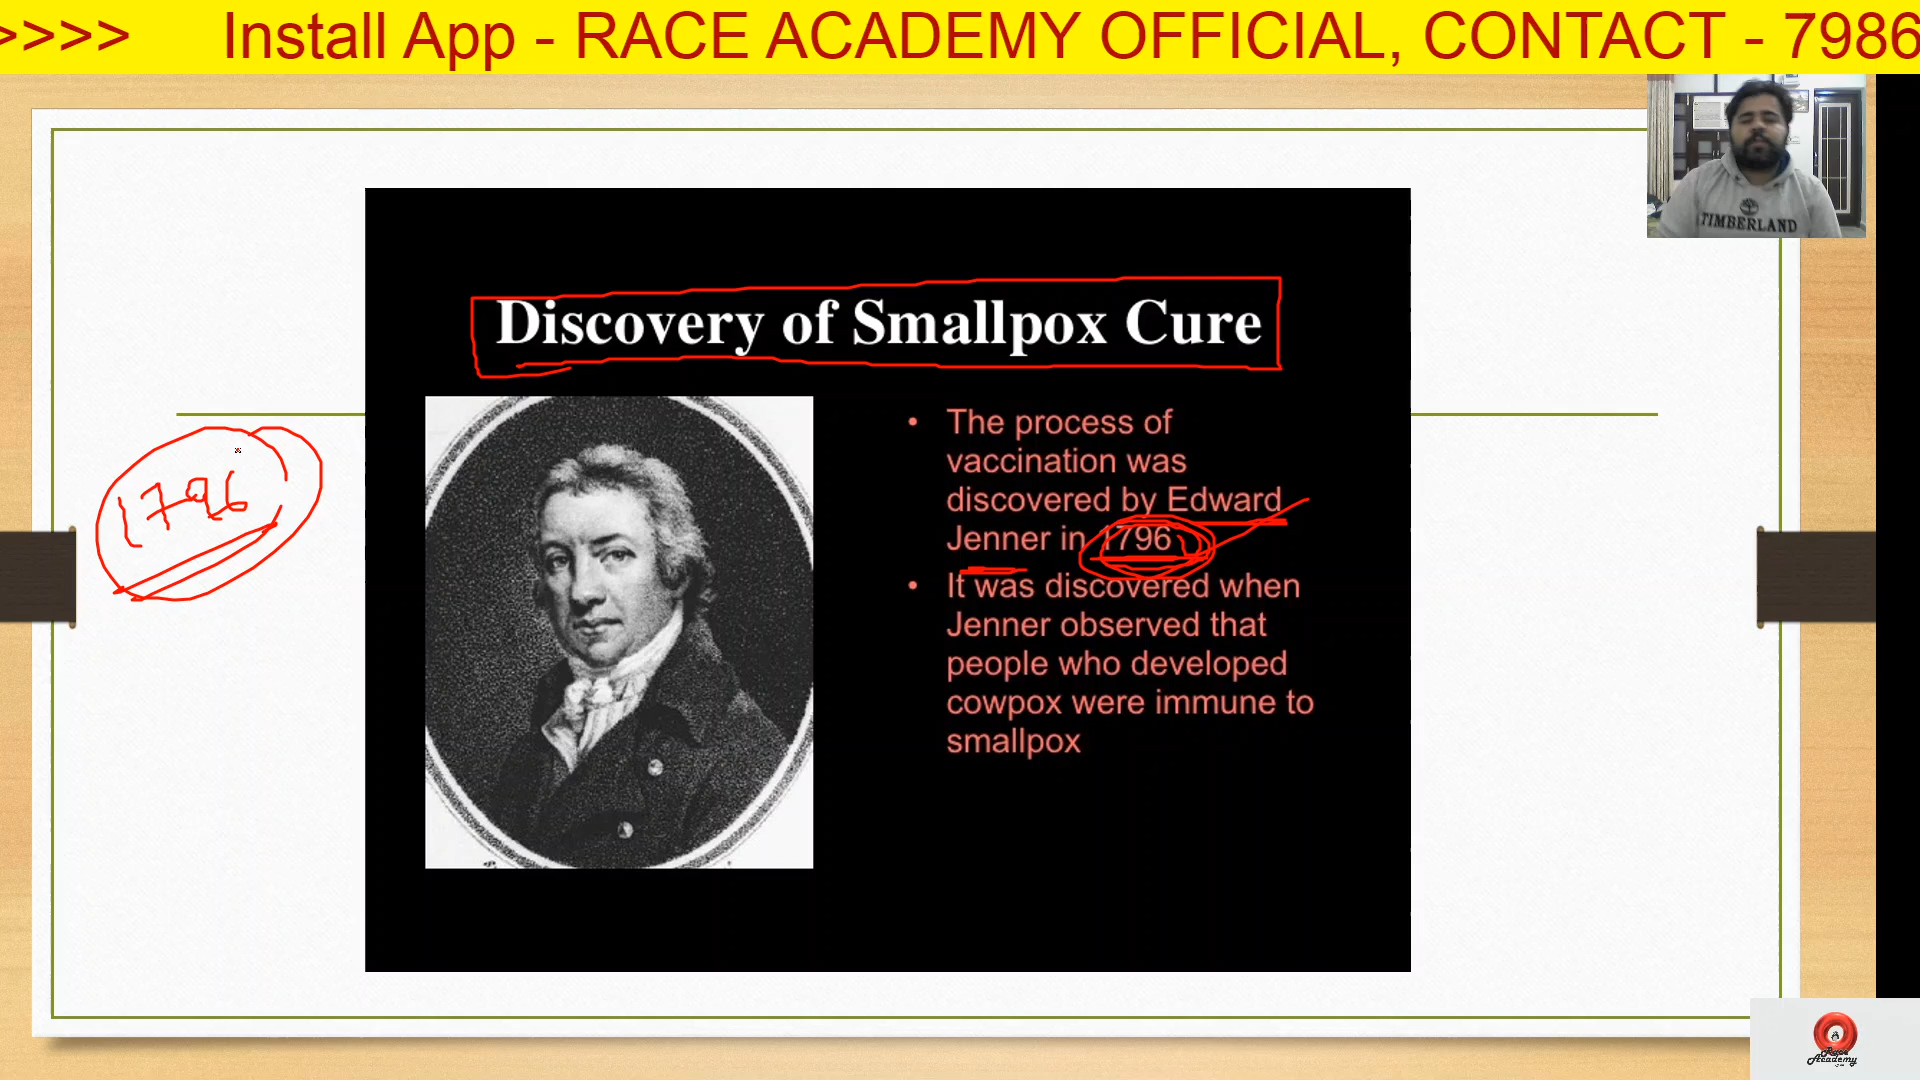 >>>> Install App - RACE ACADEMY OFFICIAL, CONTACT - 7986
TIMBERLAND
Discovery of Smallpox Cure
1796
• The process of
vaccination was
discovered by Edward
Jenner in 1796
• It was discovered when
Jenner observed that
people who developed
cowpox were immune to
smallpox
Race
Academy